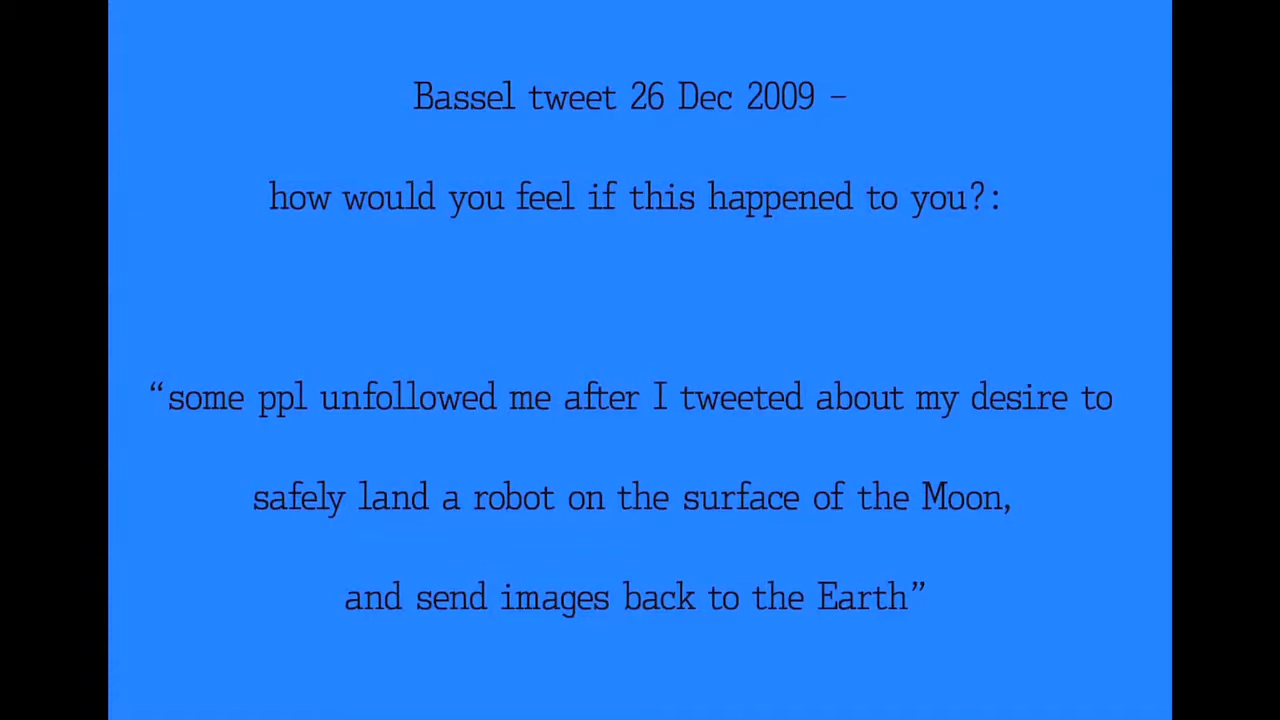 Bassel tweet 26 Dec 2009 –
how would you feel if this happened to you?:
“some ppl unfollowed me after I tweeted about my desire to
safely land a robot on the surface of the Moon,
and send images back to the Earth”